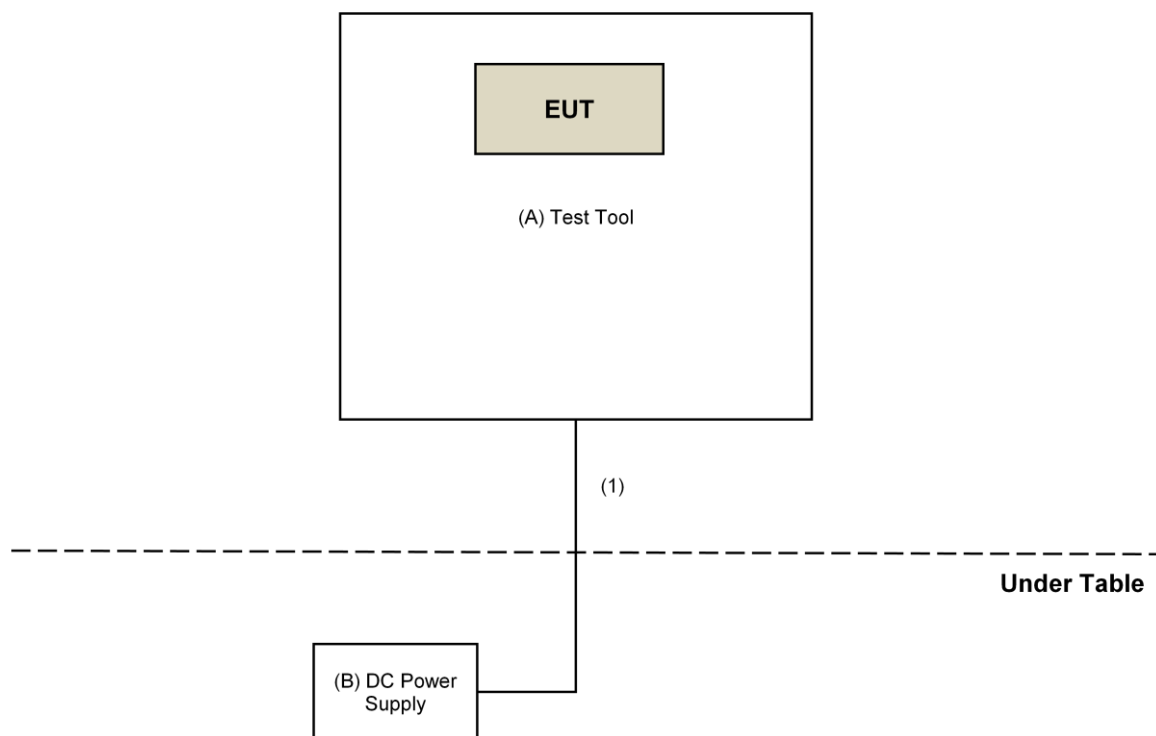 EUT
(A) Test Tool
(1)
Under Table
(B) DC Power
Supply